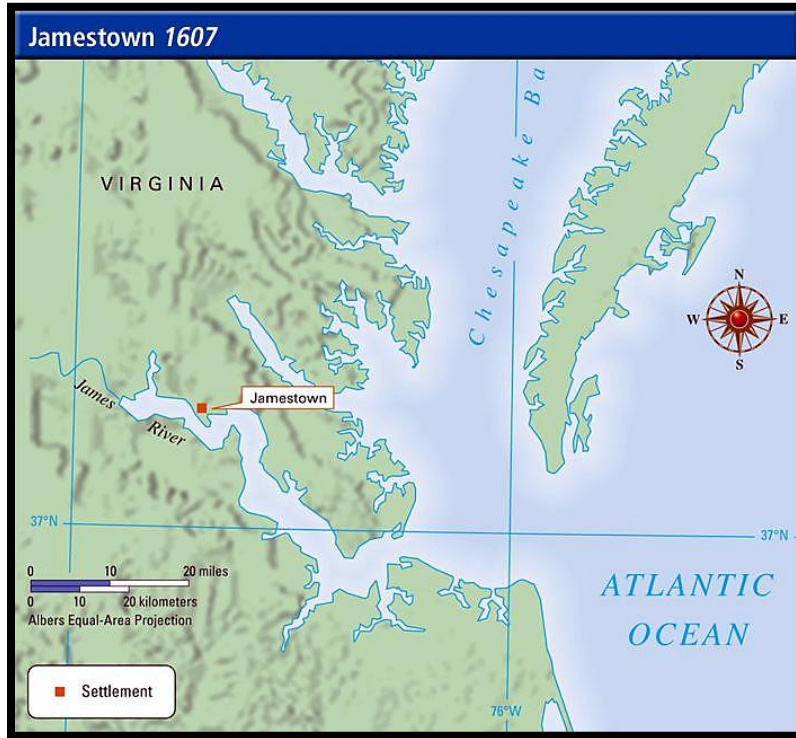 Jamestown 1607
Chesapeake Ba
VIRGINIA
N
W E
S
Jamestown
James
River
37°N
37°N
0 10 20 miles
0 10 20 kilometers
Albers Equal-Area Projection
ATLANTIC
OCEAN
Settlement
76°W